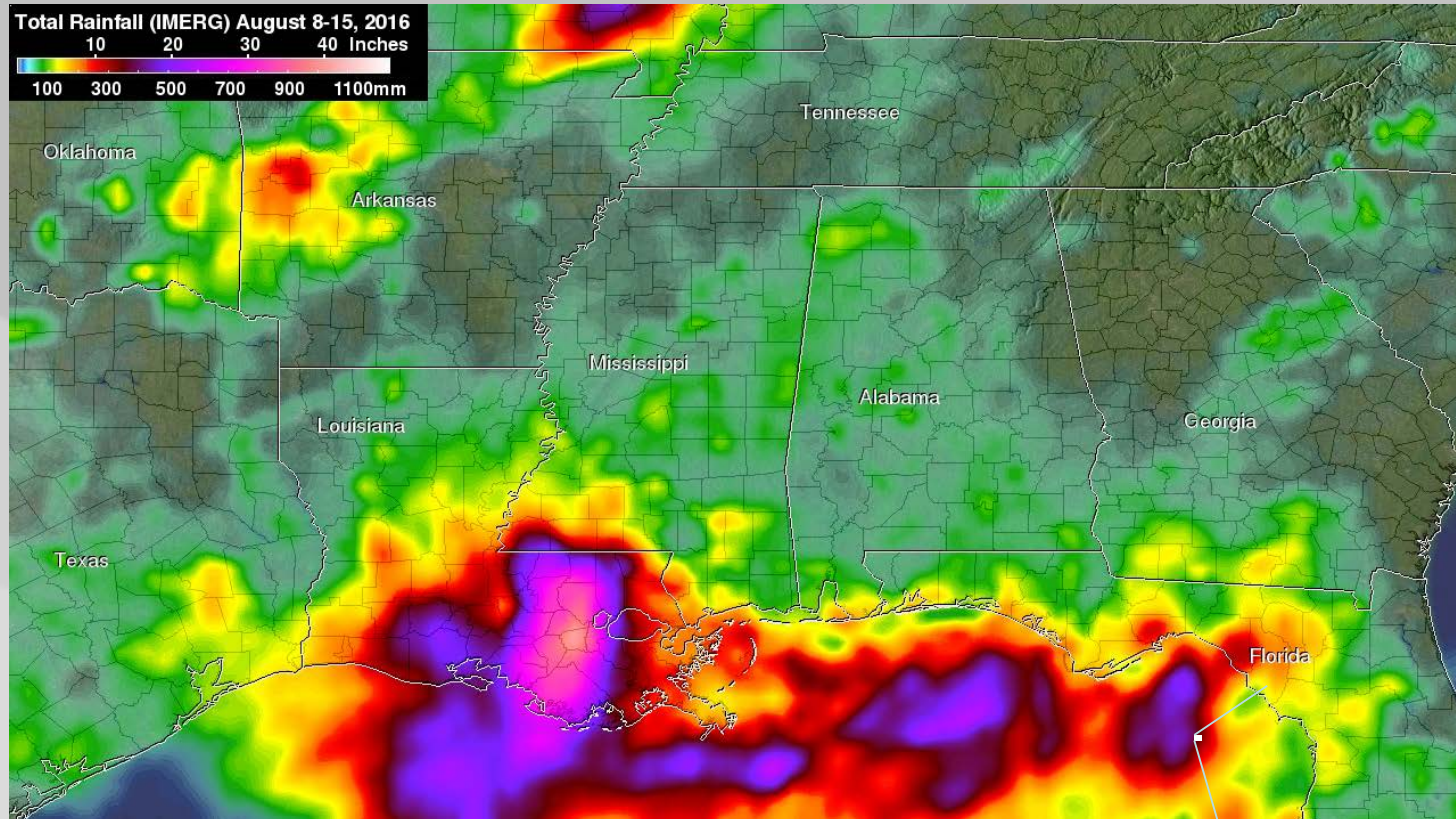 Total Rainfall (IMERG) August 8-15, 2016
10 20 30 40 Inches
100 300 500 700 900 1100mm
Tennessee
Oklahoma
Arkansas
Mississippi
Alabama
Louisiana
Georgia
Texas
Florida